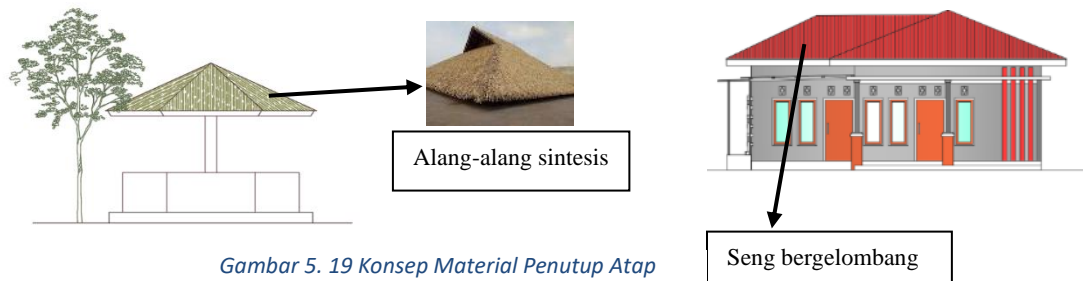 Alang-alang sintesis
Seng bergelombang
Gambar 5. 19 Konsep Material Penutup Atap